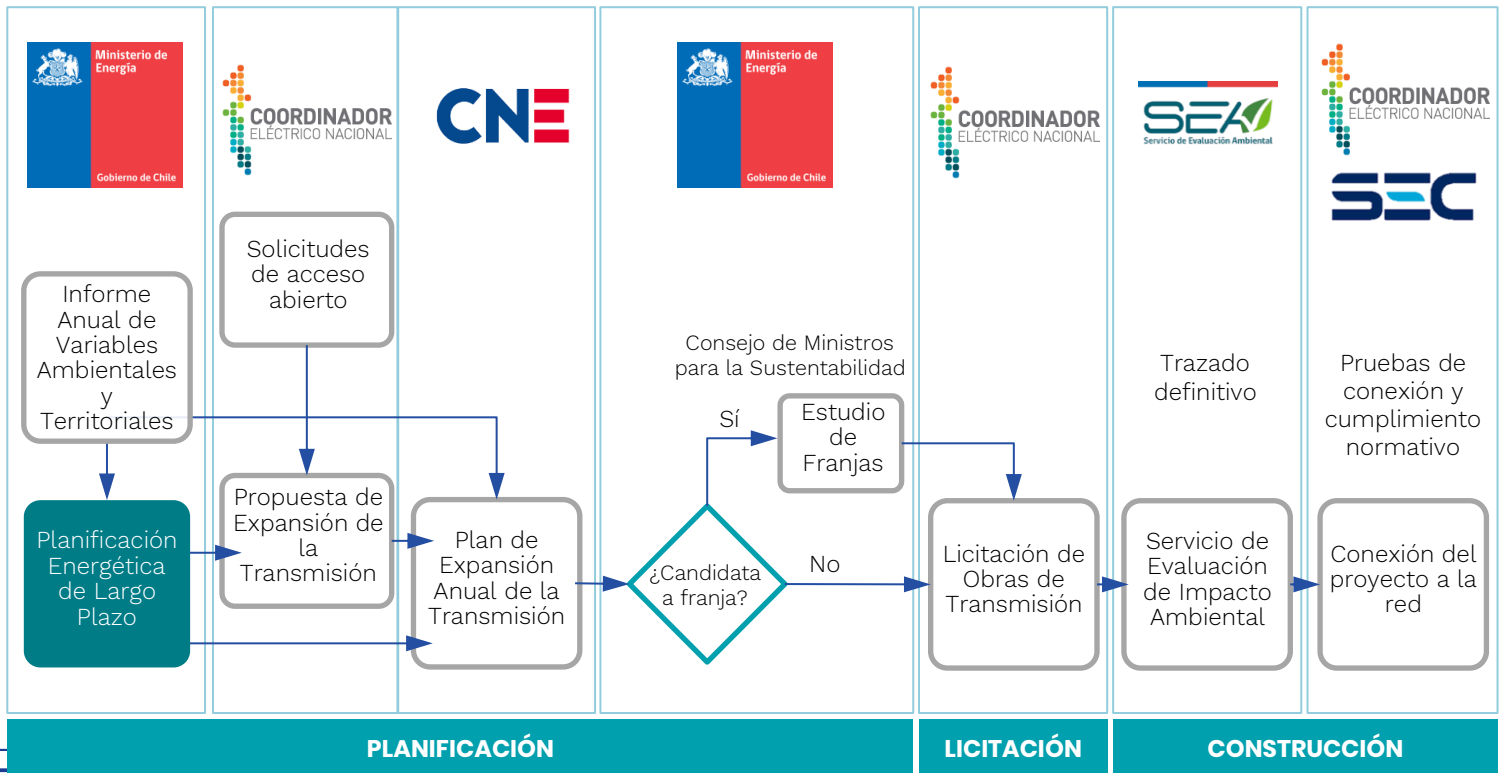 Ministerio de
Energía
Gobierno de Chile
COORDINADOR
ELÉCTRICO NACIONAL
CNE
Ministerio de
Energía
Gobierno de Chile
COORDINADOR
ELÉCTRICO NACIONAL
SEA
Servicio de Evaluación Ambiental
COORDINADOR
ELÉCTRICO NACIONAL
SEC
Informe
Anual de
Variables
Ambientales
y
Territoriales
Planificación
Energética
de Largo
Plazo
Solicitudes
de acceso
abierto
Propuesta de
Expansión de
la
Transmisión
Plan de
Expansión
Anual de la
Transmisión
Consejo de Ministros
para la Sustentabilidad
Sí
Estudio
de
Franjas
¿Candidata
a franja?
No
Licitación de
Obras de
Transmisión
Trazado
definitivo
Servicio de
Evaluación
de Impacto
Ambiental
Pruebas de
conexión y
cumplimiento
normativo
Conexión del
proyecto a la
red
PLANIFICACIÓN
LICITACIÓN
CONSTRUCCIÓN